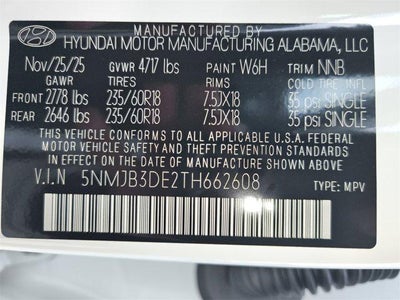 MANUFACTURED BY
HYUNDAI MOTOR MANUFACTURING ALABAMA, LLC
Nov/25/25 GVWR 4717 lbs PAINT W6H TRIM NNB
GAWR TIRES RIMS COLD TIRE INFL
FRONT 2778 lbs 235/60R18 7.5JX18 35 psi SINGLE
REAR 2646 lbs 235/60R18 7.5JX18 35 psi SINGLE
THIS VEHICLE CONFORMS TO ALL APPLICABLE U.S.A. FEDERAL
MOTOR VEHICLE SAFETY AND THEFT PREVENTION STANDARDS
IN EFFECT ON THE DATE OF MANUFACTURE SHOWN ABOVE.
V.I.N 5NMJB3DE2TH662608 TYPE: MPV